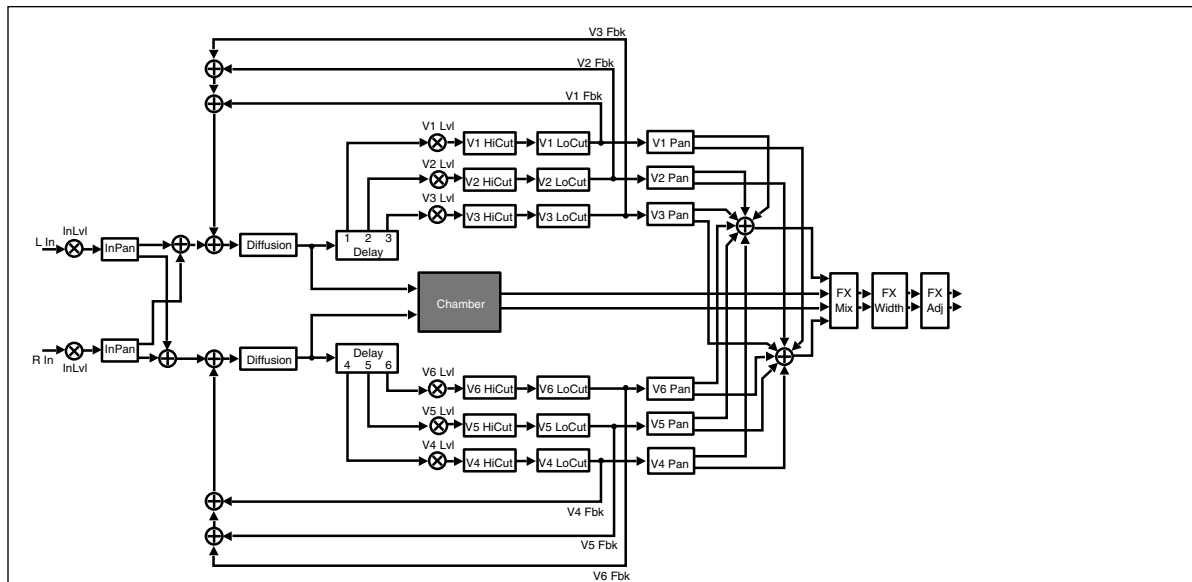 V3 Fbk
V2 Fbk
V1 Fbk
V1 Lvl
V1 HiCut
V1 LoCut
V1 Pan
V2 Lvl
V2 HiCut
V2 LoCut
V2 Pan
V3 Lvl
V3 HiCut
V3 LoCut
V3 Pan
InLvl
L In
InPan
Diffusion
1 2 3
Delay
Chamber
FX Mix
FX Width
FX Adj
R In
InLvl
InPan
Diffusion
Delay
4 5 6
V6 Lvl
V6 HiCut
V6 LoCut
V6 Pan
V5 Lvl
V5 HiCut
V5 LoCut
V5 Pan
V4 Lvl
V4 HiCut
V4 LoCut
V4 Pan
V4 Fbk
V5 Fbk
V6 Fbk